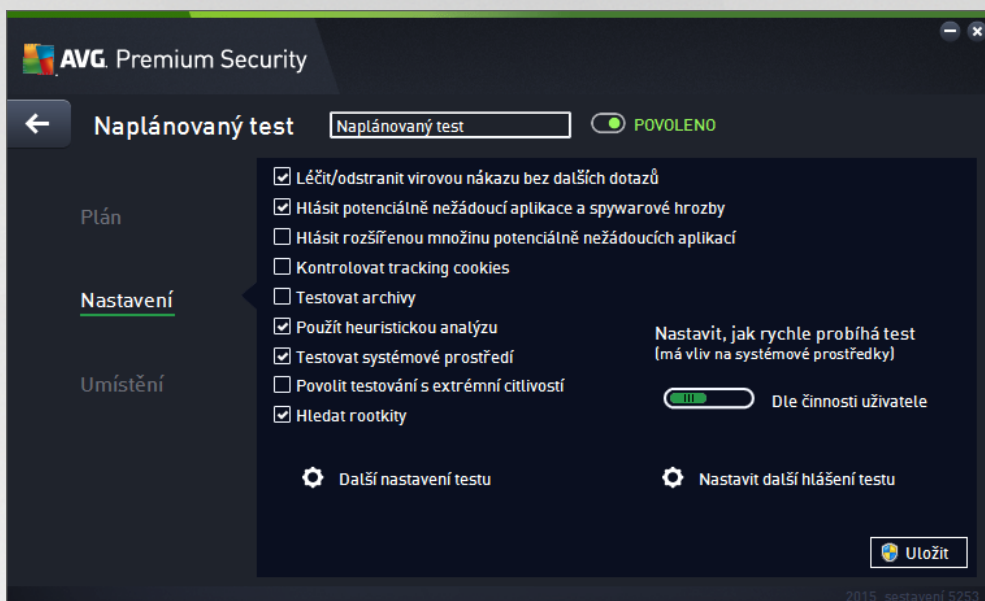 AVG. Premium Security
Naplánovaný test
Naplánovaný test
POVOLENO
Plán
Nastavení
Umístění
Léčit/odstranit virovou nákazu bez dalších dotazů
Hlásit potenciálně nežádoucí aplikace a spywarové hrozby
Hlásit rozšířenou množinu potenciálně nežádoucích aplikací
Kontrolovat tracking cookies
Testovat archivy
Použít heuristickou analýzu
Testovat systémové prostředí
Povolit testování s extrémní citlivostí
Hledat rootkity
Nastavit, jak rychle probíhá test
(má vliv na systémové prostředky)
Dle činnosti uživatele
Další nastavení testu
Nastavit další hlášení testu
Uložit
2015 sestavení 5253